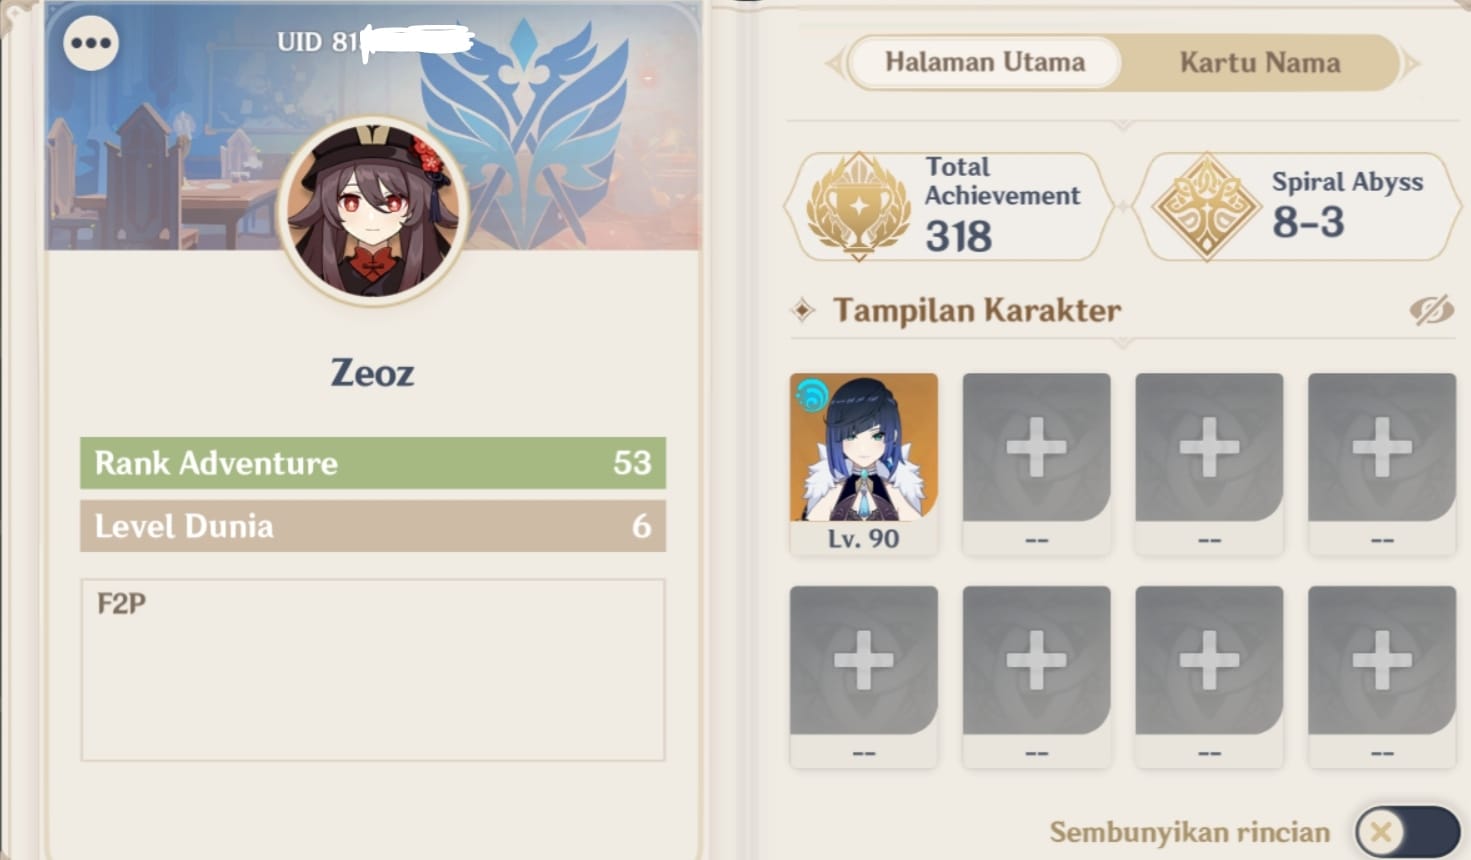 UID 81
Zeoz
Rank Adventure 53
Level Dunia 6
F2P
Halaman Utama
Kartu Nama
Total
Achievement
318
Spiral Abyss
8-3
Tampilan Karakter
Lv. 90
--
--
--
--
--
--
--
Sembunyikan rincian